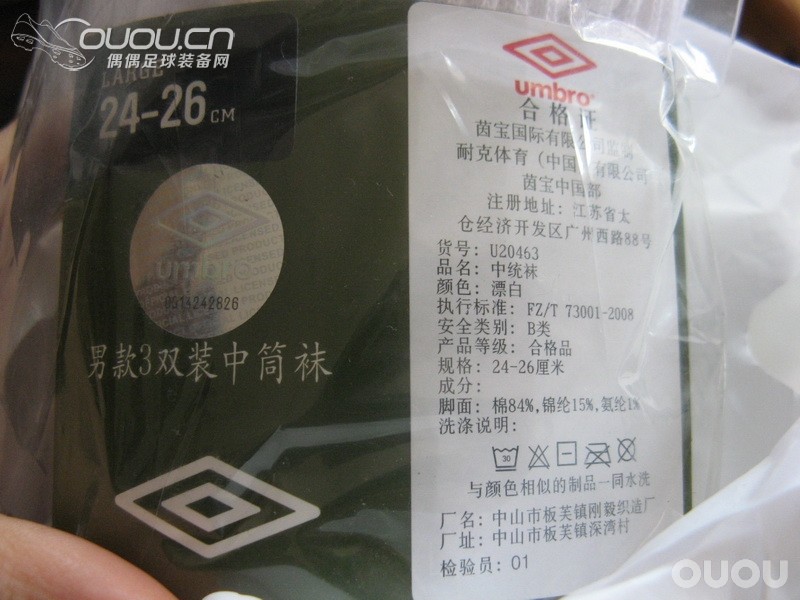 OUOU.CN
偶偶足球装备网
LARGE
24-26 CM
umbro
0514242826
男款3双装中筒袜
umbro
合格证
茵宝国际有限公司监制
耐克体育（中国）有限公司
茵宝中国部
注册地址：江苏省太
仓经济开发区广州西路88号
货号：U20463
品名：中统袜
颜色：漂白
执行标准：FZ/T 73001-2008
安全类别：B类
产品等级：合格品
规格：24-26厘米
成分：
脚面：棉84%,锦纶15%,氨纶1%
洗涤说明：
30
与颜色相似的制品一同水洗
厂名：中山市板芙镇刚毅织造厂
厂址：中山市板芙镇深湾村
检验员：01
OUOU